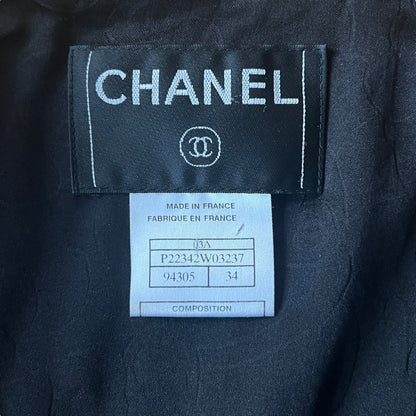 CHANEL
MADE IN FRANCE
FABRIQUE EN FRANCE
03A
P22342W03237
94305 34
COMPOSITION